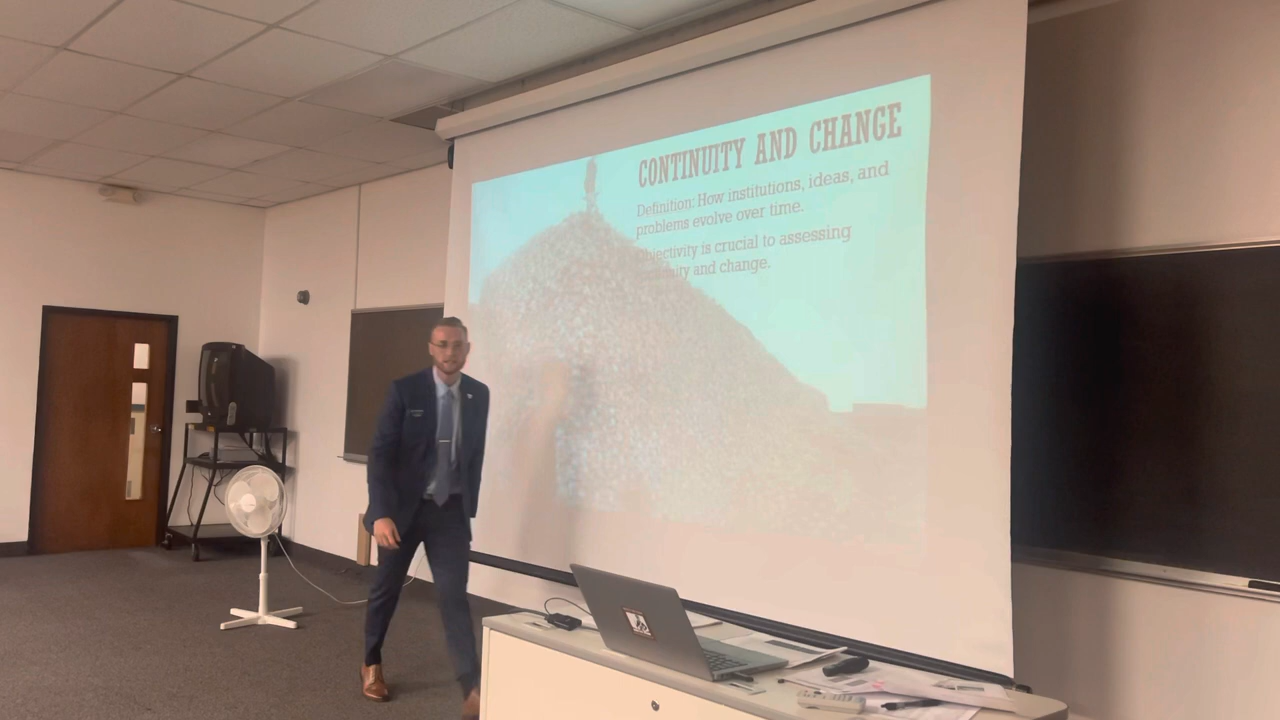 CONTINUITY AND CHANGE
Definition: How institutions, ideas, and
problems evolve over time.
Objectivity is crucial to assessing
and change.